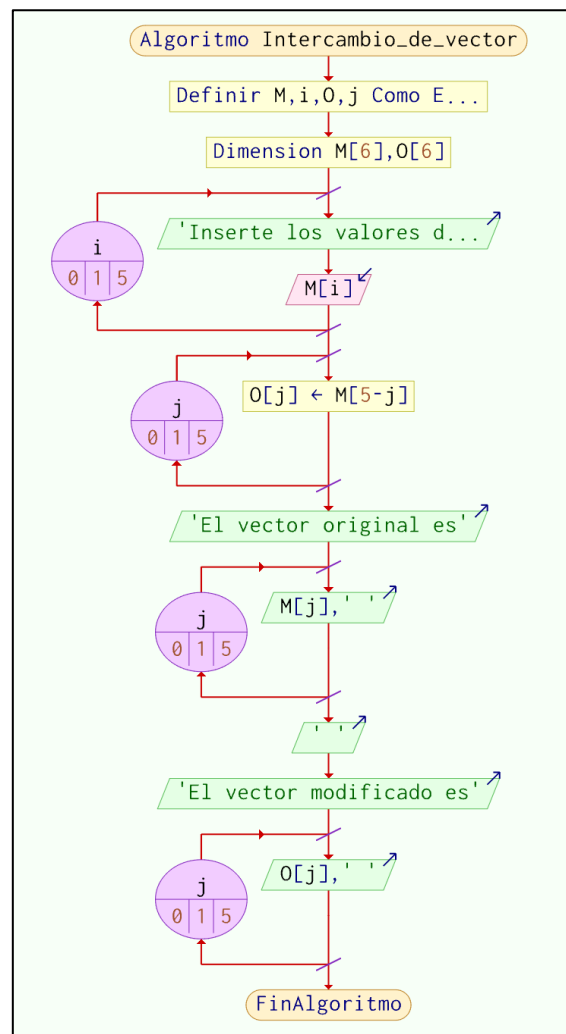 Algoritmo Intercambio_de_vector
Definir M,i,O,j Como E...
Dimension M[6],O[6]
'Inserte los valores d...
i
0 1 5
M[i]
j
0 1 5
O[j] ← M[5-j]
'El vector original es'
M[j],' '
j
0 1 5
' '
'El vector modificado es'
O[j],' '
j
0 1 5
FinAlgoritmo